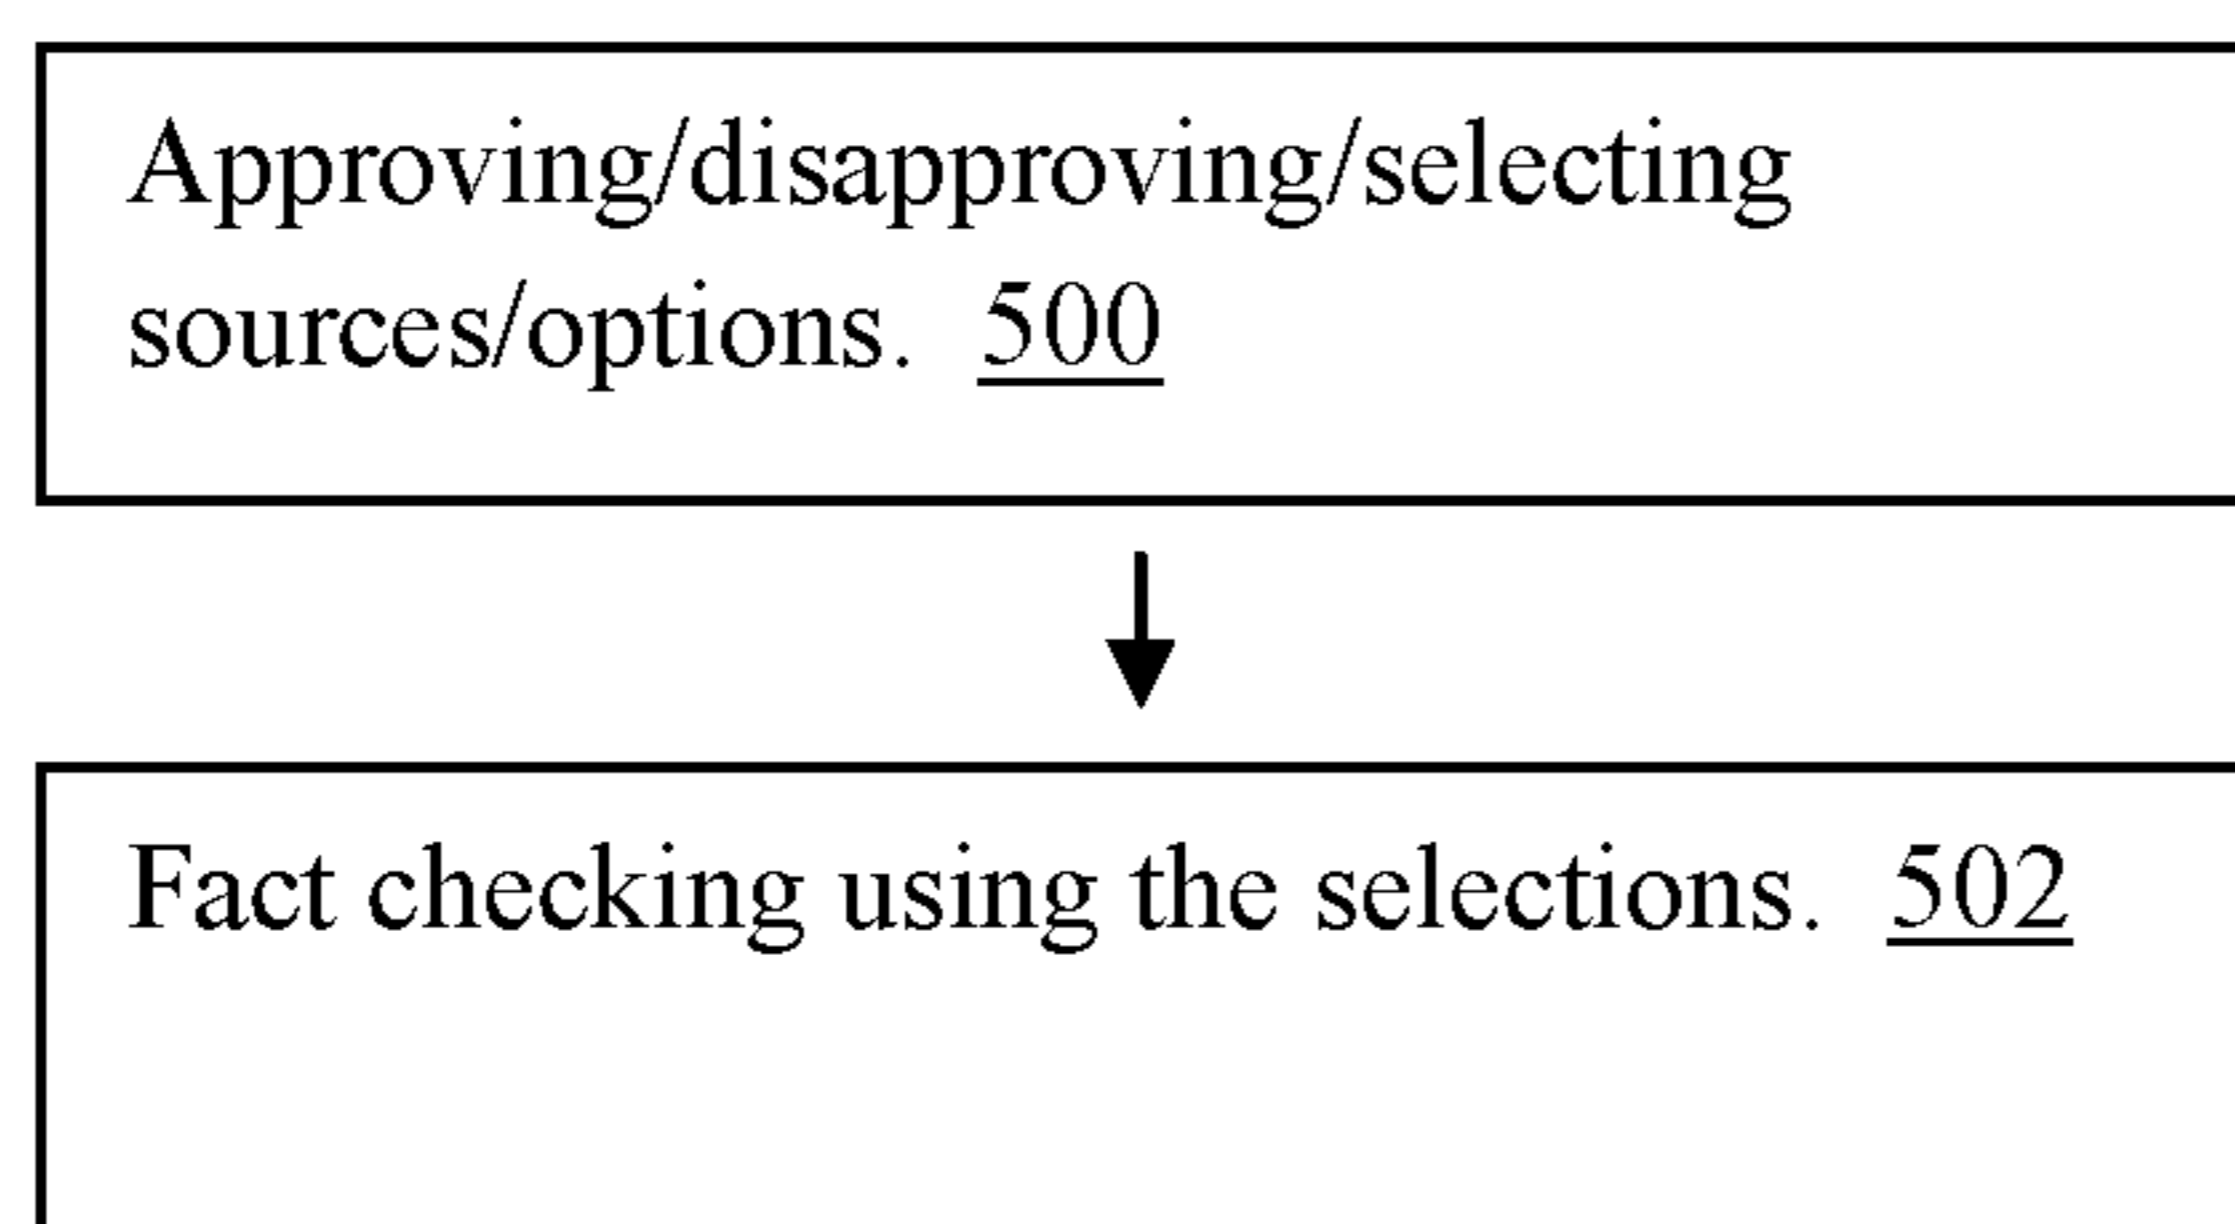 Approving/disapproving/selecting
sources/options. 500
Fact checking using the selections. 502